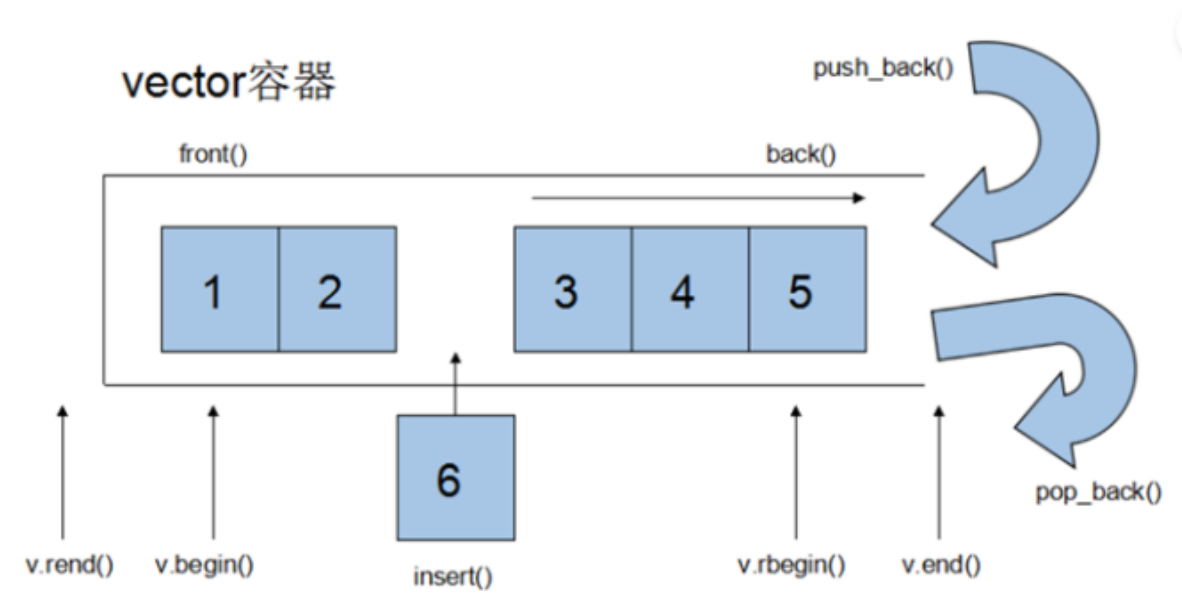 vector容器
push_back()
front()
back()
1 2 3 4 5
6
v.rend()
v.begin()
insert()
v.rbegin()
v.end()
pop_back()